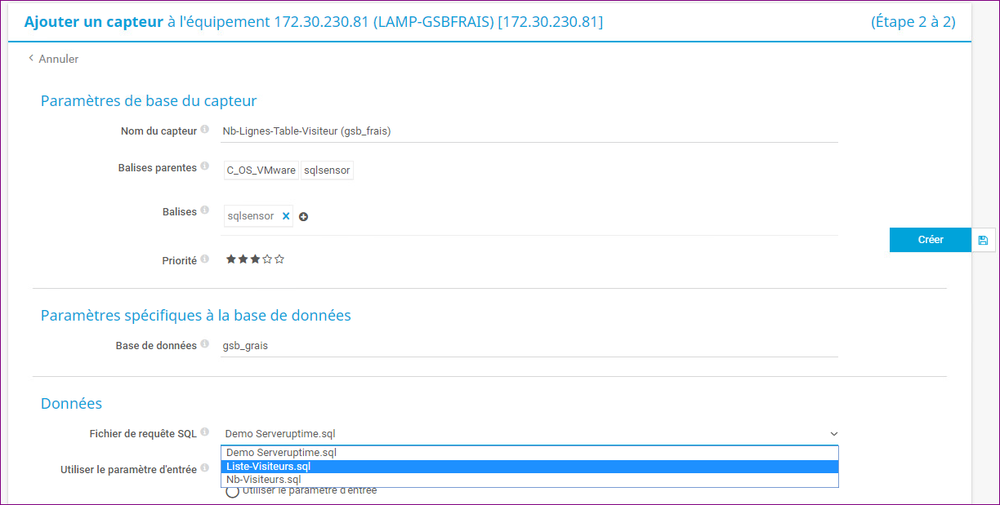 Ajouter un capteur à l'équipement 172.30.230.81 (LAMP-GSBFRAIS) [172.30.230.81] (Étape 2 à 2)
Annuler
Paramètres de base du capteur
Nom du capteur Nb-Lignes-Table-Visiteur (gsb_frais)
Balises parentes C_OS_VMware sqlsensor
Balises sqlsensor
Créer
Priorité
Paramètres spécifiques à la base de données
Base de données gsb_grais
Données
Fichier de requête SQL Demo Serveruptime.sql
Demo Serveruptime.sql
Utiliser le paramètre d'entrée Liste-Visiteurs.sql
Nb-Visiteurs.sql
Utiliser le paramètre d'entrée